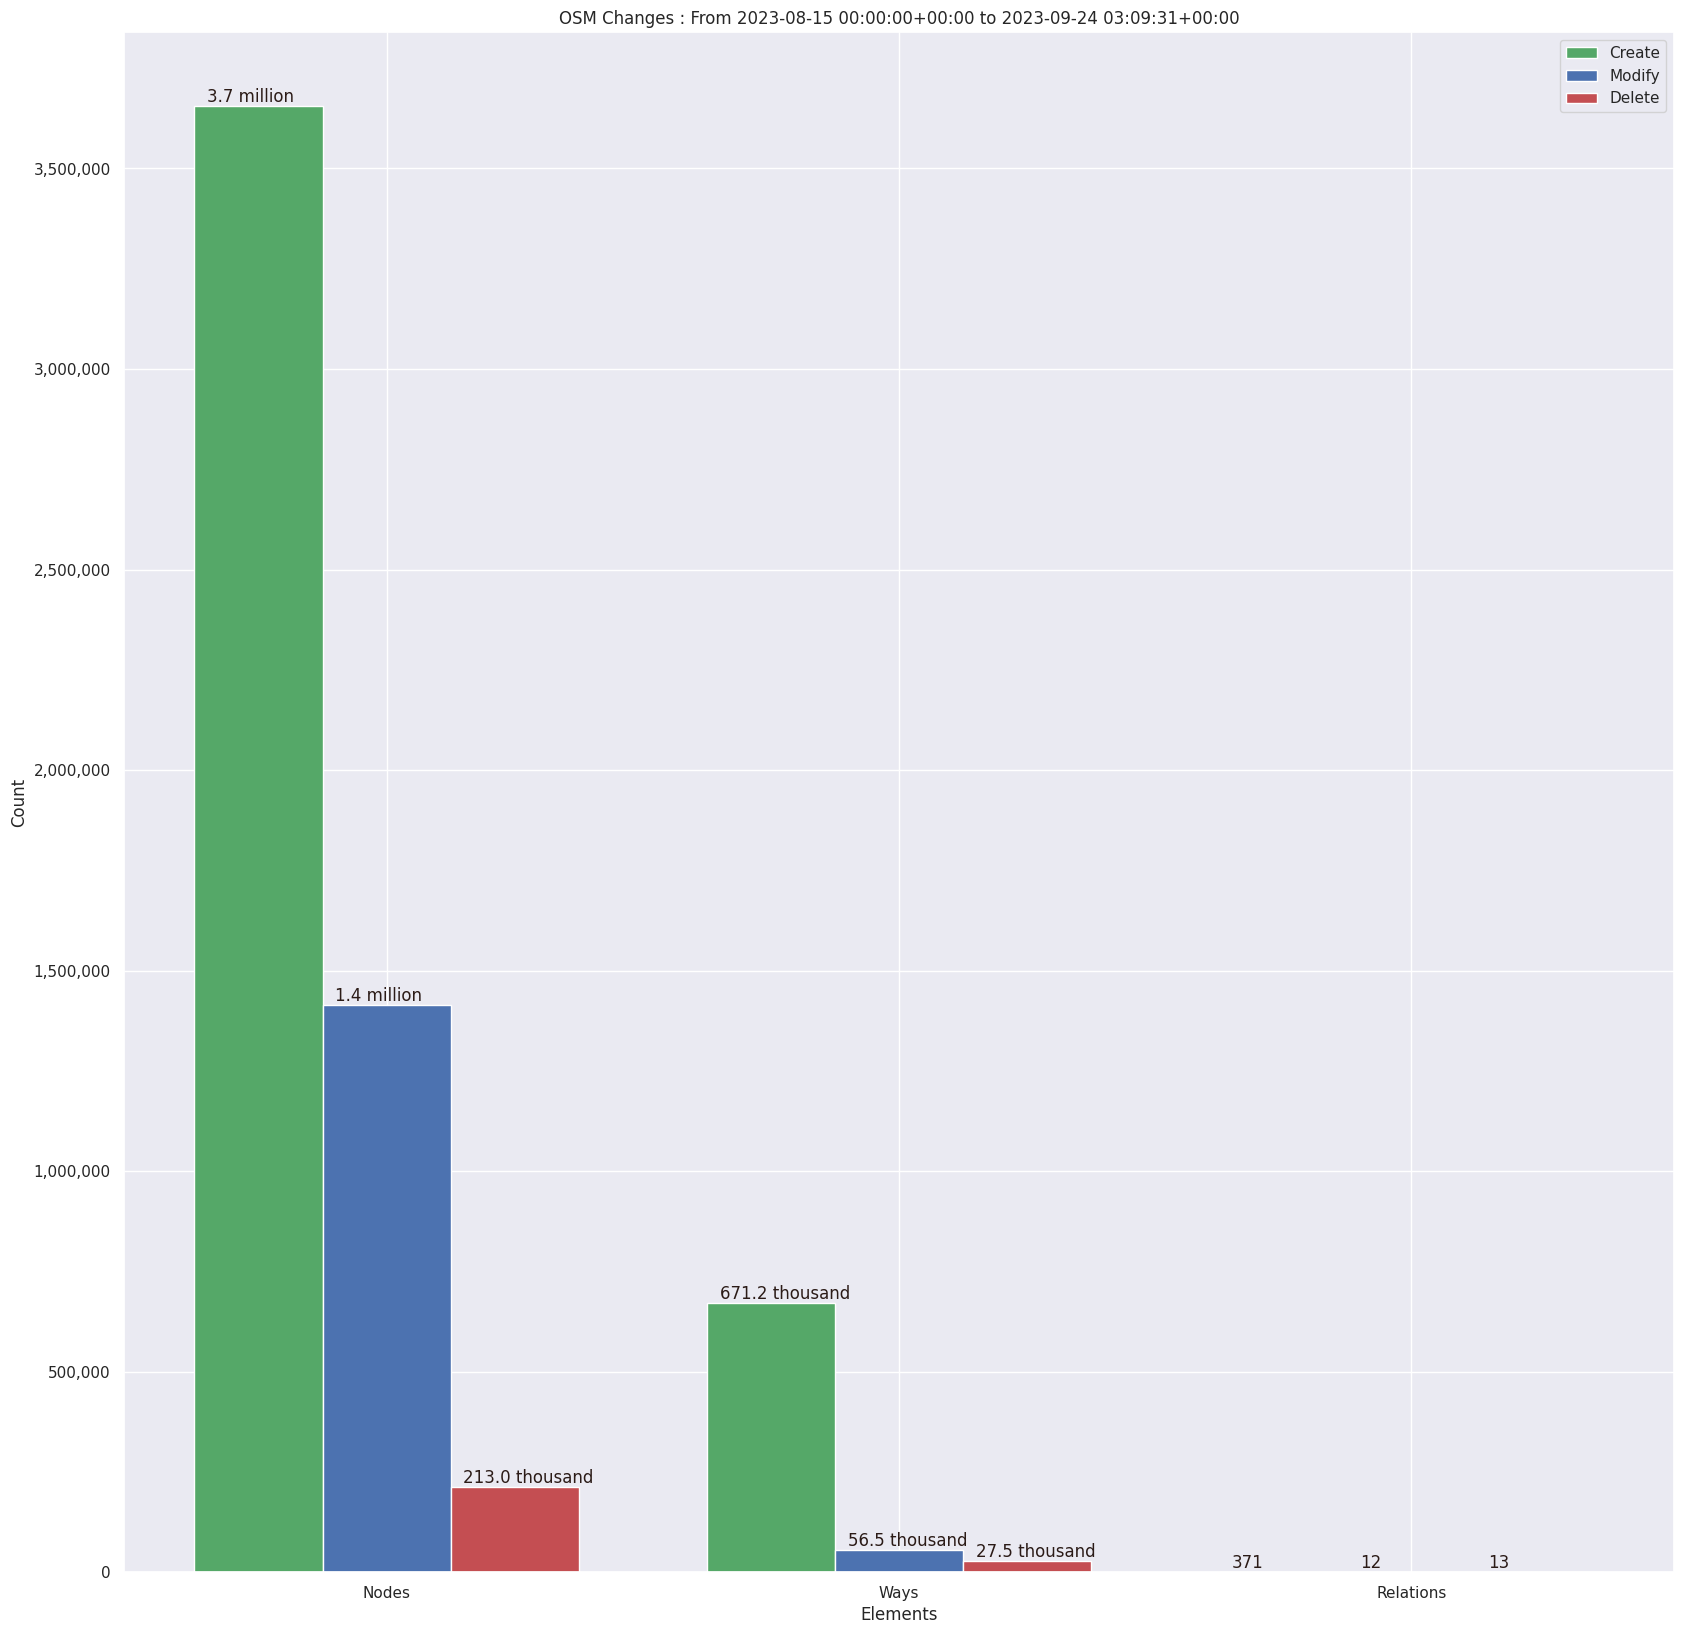 OSM Changes : From 2023-08-15 00:00:00+00:00 to 2023-09-24 03:09:31+00:00
Create
Modify
Delete
3.7 million
3,500,000
3,000,000
2,500,000
2,000,000
1,500,000
1,000,000
500,000
0
Count
1.4 million
213.0 thousand
671.2 thousand
56.5 thousand
27.5 thousand
371
12
13
Nodes
Ways
Relations
Elements